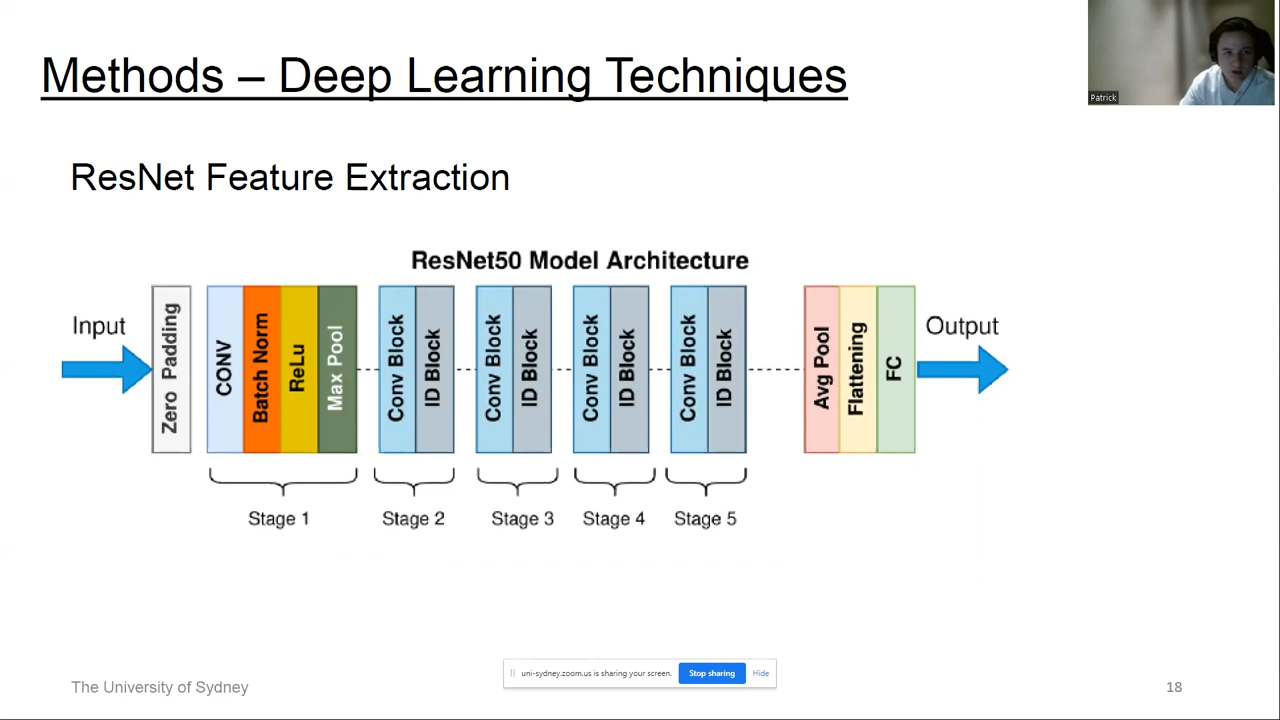 Methods – Deep Learning Techniques
Patrick
ResNet Feature Extraction
ResNet50 Model Architecture
Input
Zero Padding
CONV
Batch Norm
ReLu
Max Pool
Conv Block
ID Block
Conv Block
ID Block
Conv Block
ID Block
Conv Block
ID Block
Avg Pool
Flattening
FC
Output
Stage 1
Stage 2
Stage 3
Stage 4
Stage 5
uni-sydney.zoom.us is sharing your screen.
Stop sharing
Hide
The University of Sydney
18